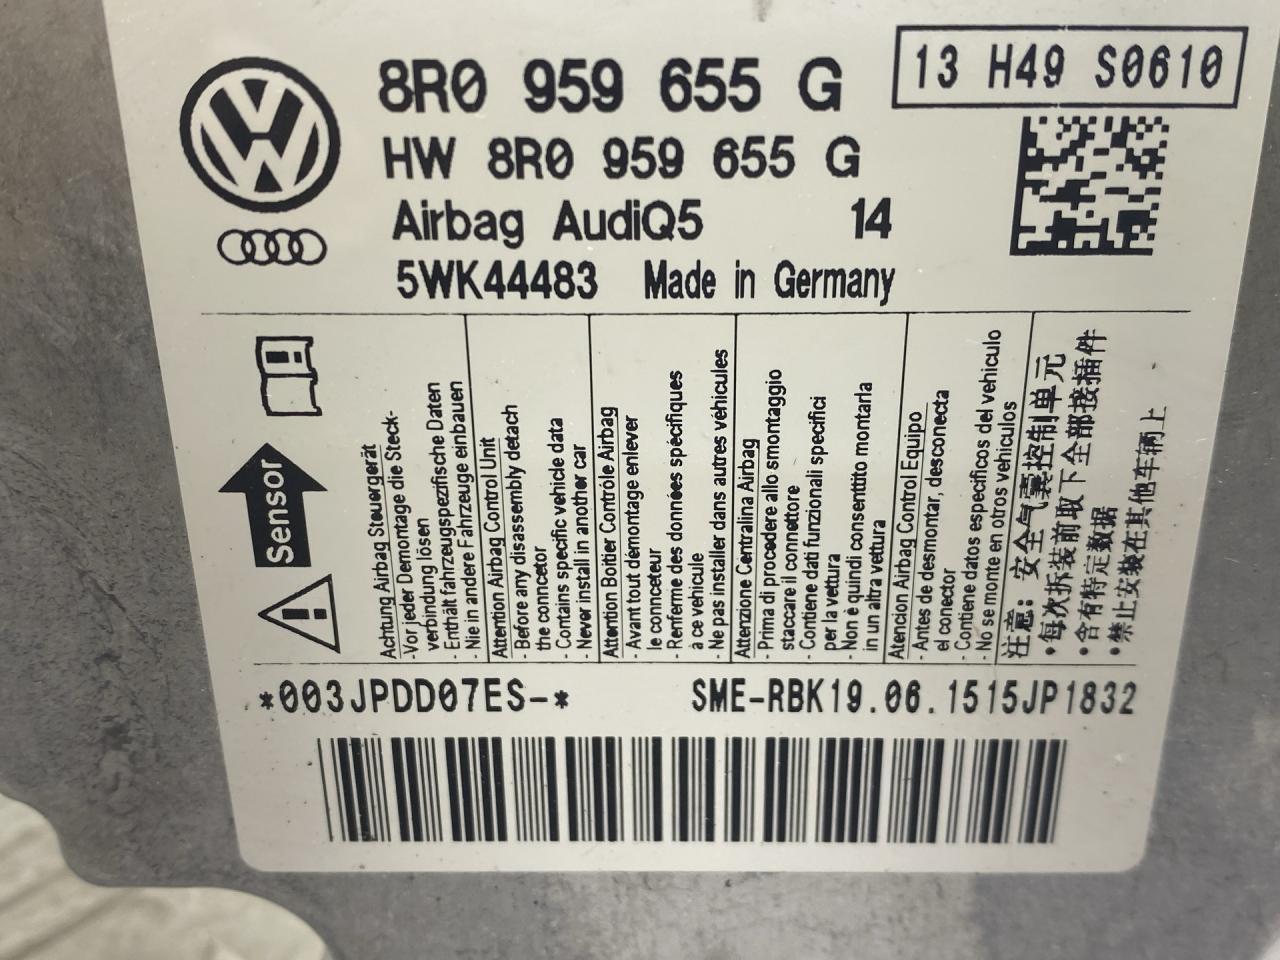 8R0 959 655 G
13 H49 S0610
HW 8R0 959 655 G
Airbag AudiQ5 14
5WK44483 Made in Germany
Sensor
Achtung Airbag Steuergerät
- Vor jeder Demontage die Steck-
verbindung lösen
- Enthält fahrzeugspezifische Daten
- Nie in andere Fahrzeuge einbauen
Attention Airbag Control Unit
- Before any disassembly detach
the conncetor
- Contains specific vehicle data
- Never install in another car
Attention Boitier Contrôle Airbag
- Avant tout démontage enlever
le connceteur
- Renferme des données spécifiques
a ce vehicule
- Ne pas installer dans autres véhicules
Attenzione Centralina Airbag
- Prima di procedere allo smontaggio
staccare il connettore
- Contiene dati funzionali specifici
per la vettura
- Non è quindi consenttito montarla
in un altra vettura
Atencion Airbag Control Equipo
- Antes de desmontar, desconecta
el conector
- Contiene datos especificos del vehiculo
- No se monte en otros vehiculos
注意: 安全气囊控制单元
•每次拆装前取下全部接插件
•含有特定数据
•禁止安装在其他车辆上
*003JPDD07ES-*
SME-RBK19.06.1515JP1832